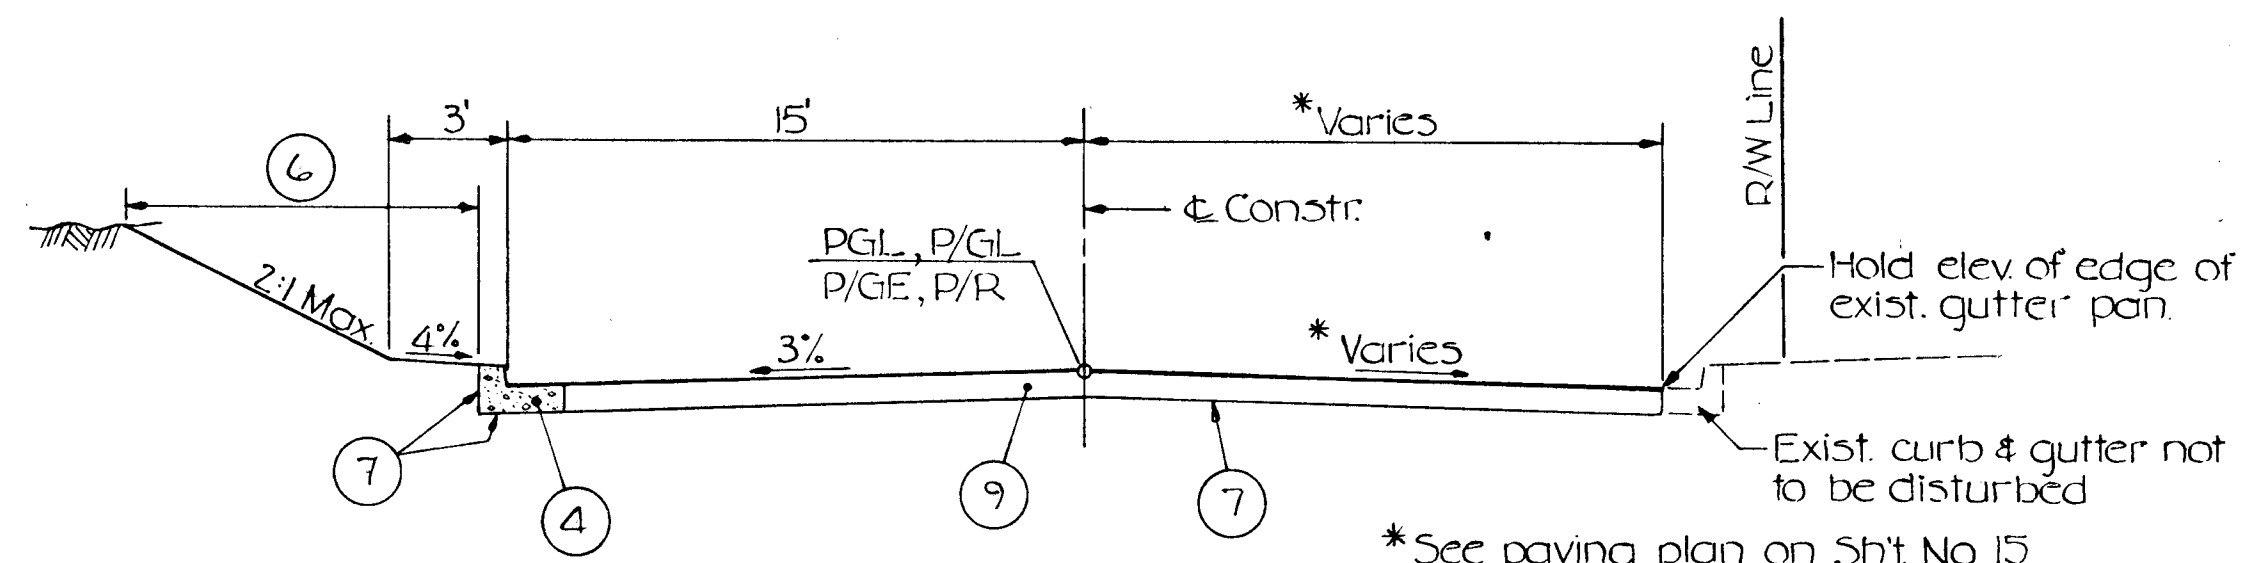 3'
15'
*Varies
R/W Line
6
℄ Constr.
PGL, P/GL
P/GE, P/R
Hold elev. of edge of
exist. gutter pan.
2:1 Max.
4%
3%
*Varies
Exist. curb & gutter not
to be disturbed
7
4
9
7
*See paving plan on Sh't. No 15